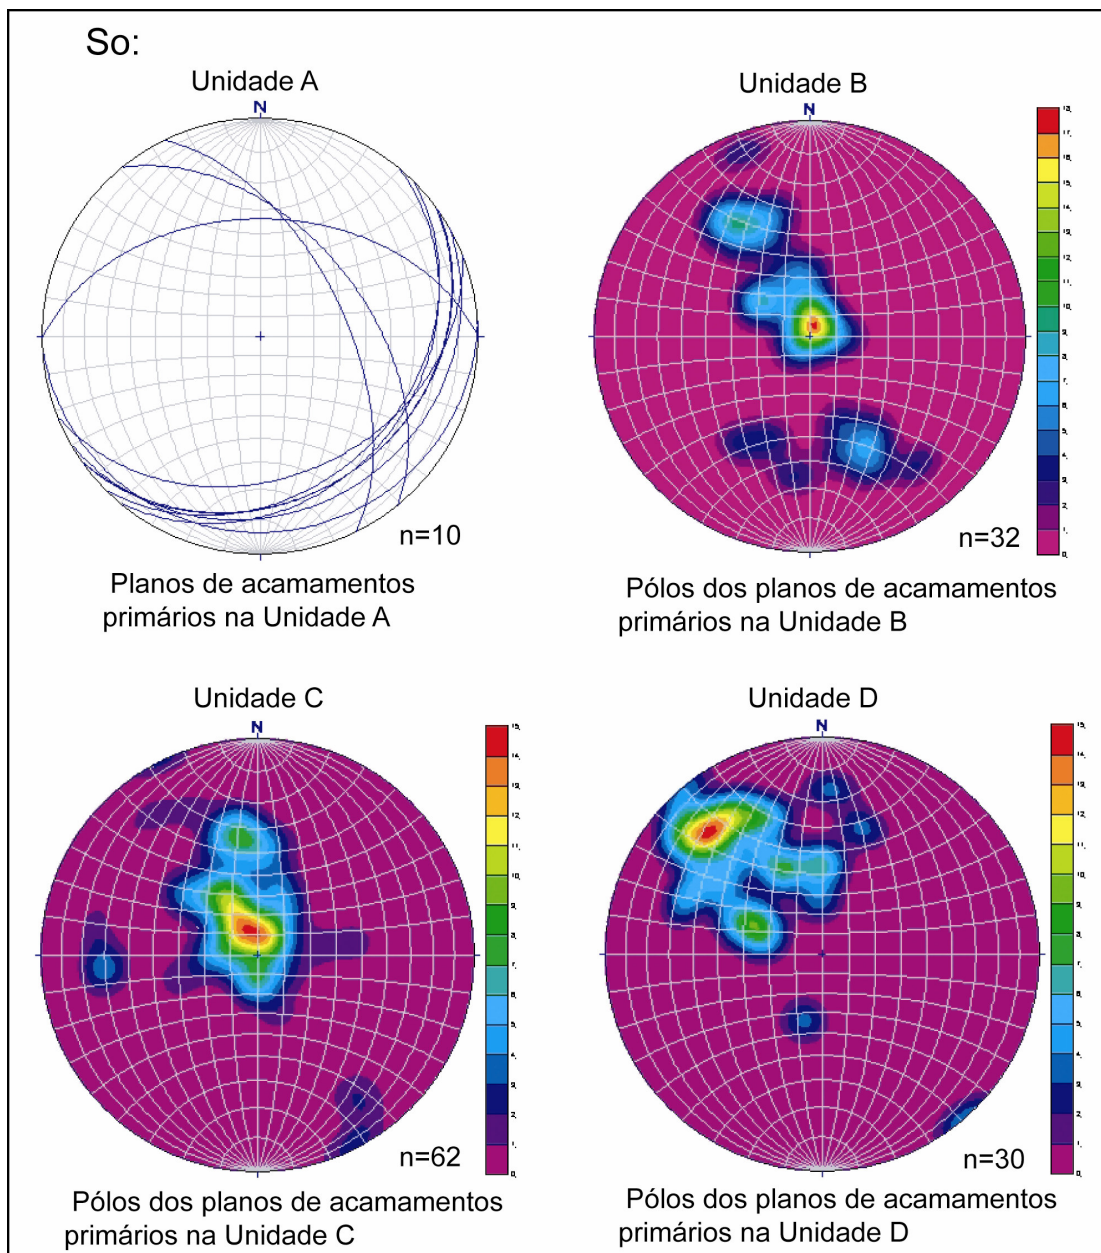 So:
Unidade A
N
n=10
Planos de acamamentos
primários na Unidade A
Unidade B
N
n=32
Pólos dos planos de acamamentos
primários na Unidade B
Unidade C
N
n=62
Pólos dos planos de acamamentos
primários na Unidade C
Unidade D
N
n=30
Pólos dos planos de acamamentos
primários na Unidade D